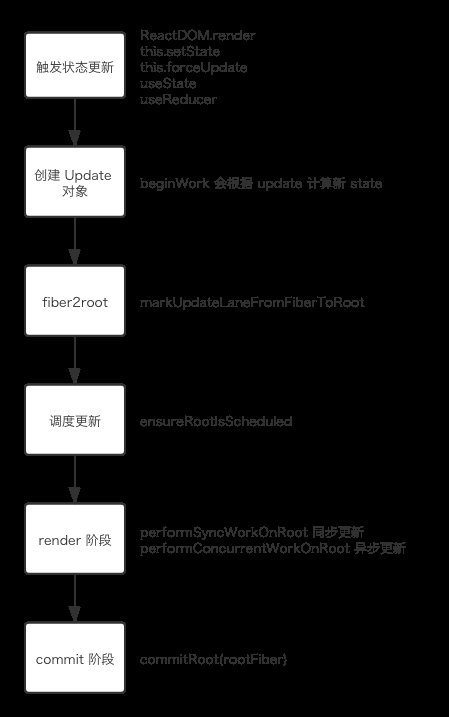 触发状态更新
ReactDOM.render
this.setState
this.forceUpdate
useState
useReducer
创建 Update
对象
beginWork 会根据 update 计算新 state
fiber2root
markUpdateLaneFromFiberToRoot
调度更新
ensureRootIsScheduled
render 阶段
performSyncWorkOnRoot 同步更新
performConcurrentWorkOnRoot 异步更新
commit 阶段
commitRoot(rootFiber)